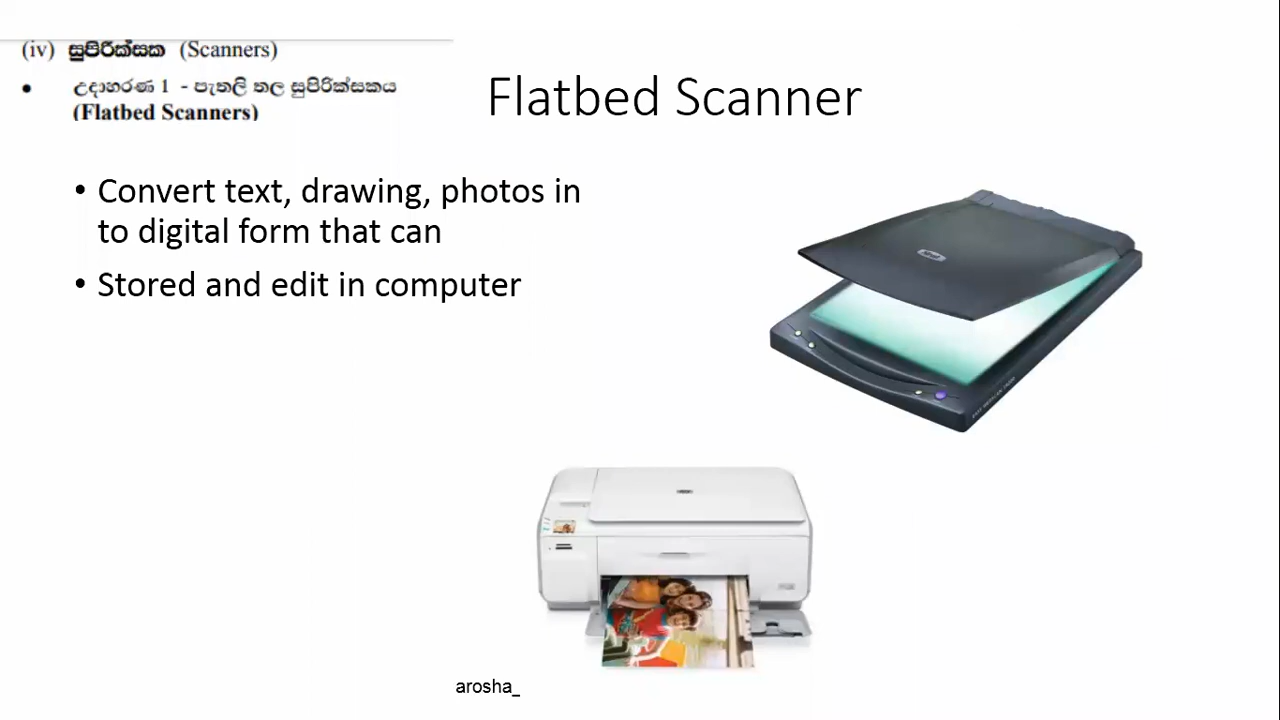 (iv) සුපිරික්සක (Scanners)
• උදාහරණ 1 - පැතලි තල සුපිරික්සකය
(Flatbed Scanners)
Flatbed Scanner
• Convert text, drawing, photos in
to digital form that can
• Stored and edit in computer
arosha_